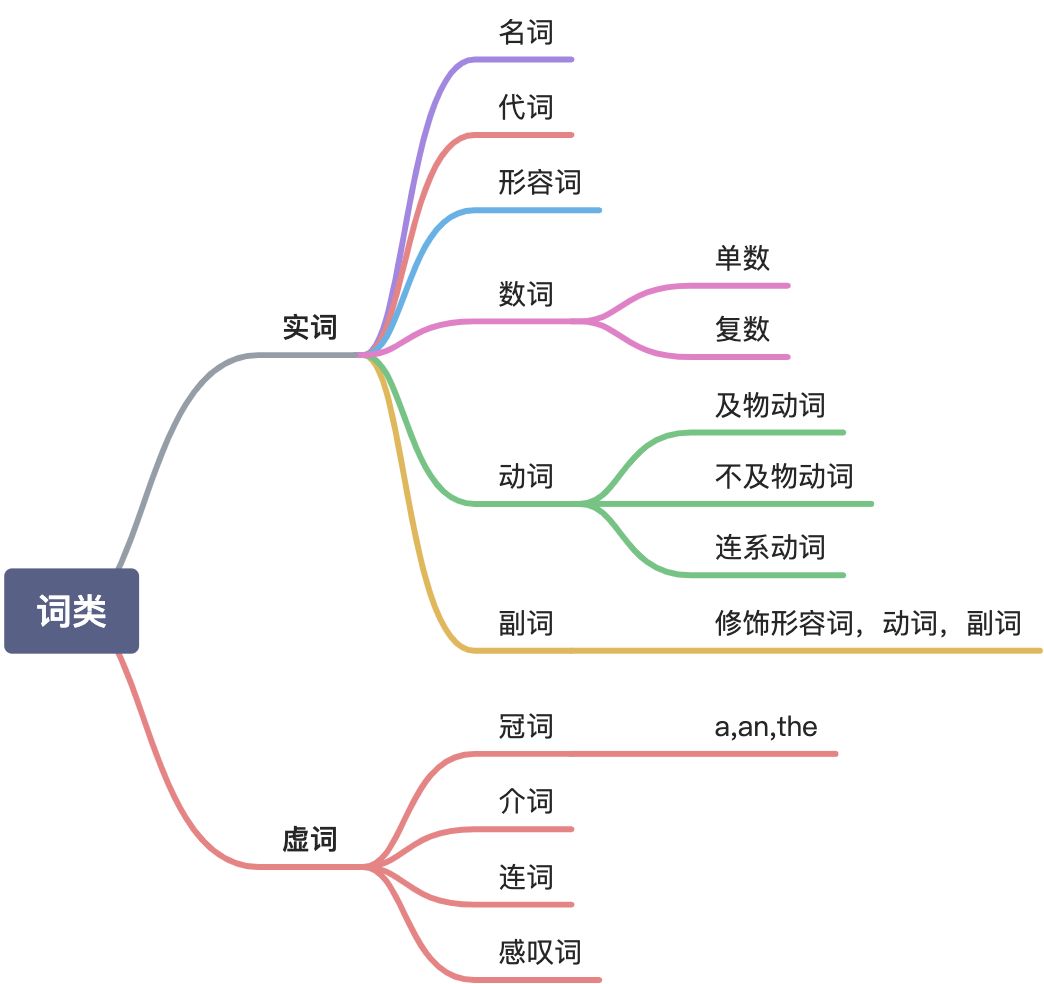 名词
代词
形容词
单数
数词
复数
实词
及物动词
动词
不及物动词
连系动词
词类
副词
修饰形容词，动词，副词
冠词
a,an,the
介词
虚词
连词
感叹词